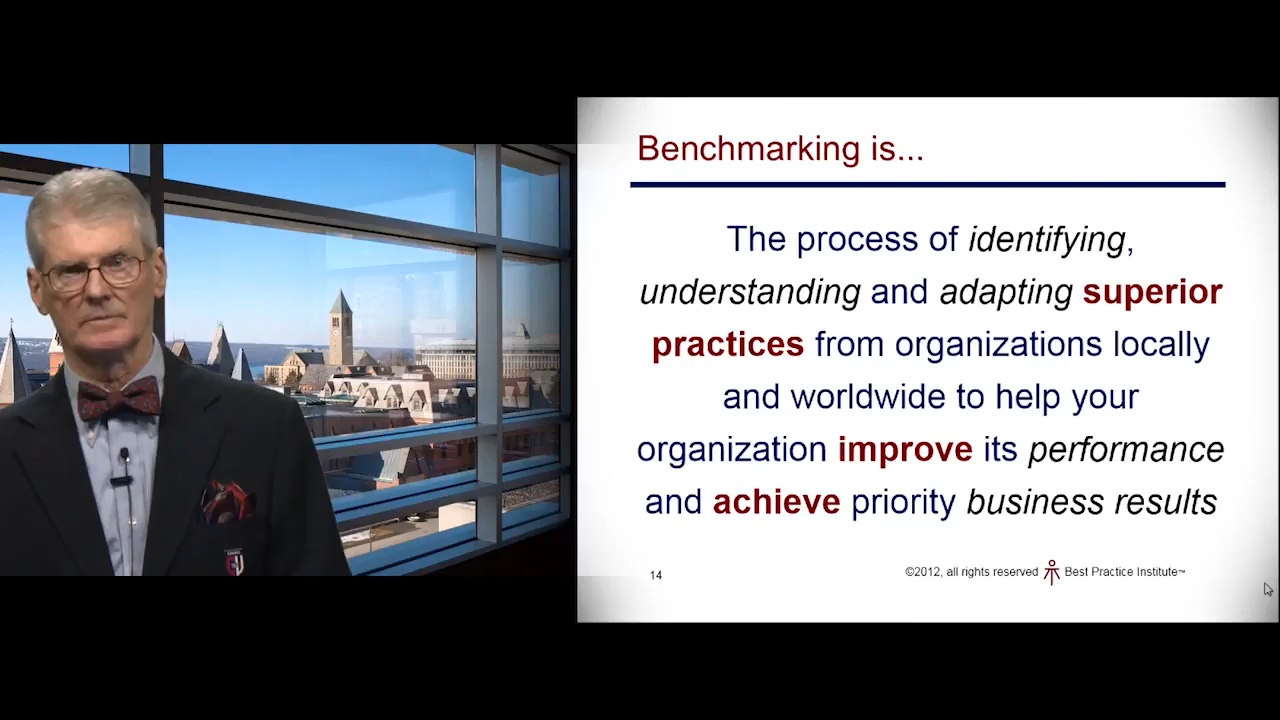 Benchmarking is...
The process of identifying,
understanding and adapting superior
practices from organizations locally
and worldwide to help your
organization improve its performance
and achieve priority business results
14
©2012, all rights reserved Best Practice Institute™